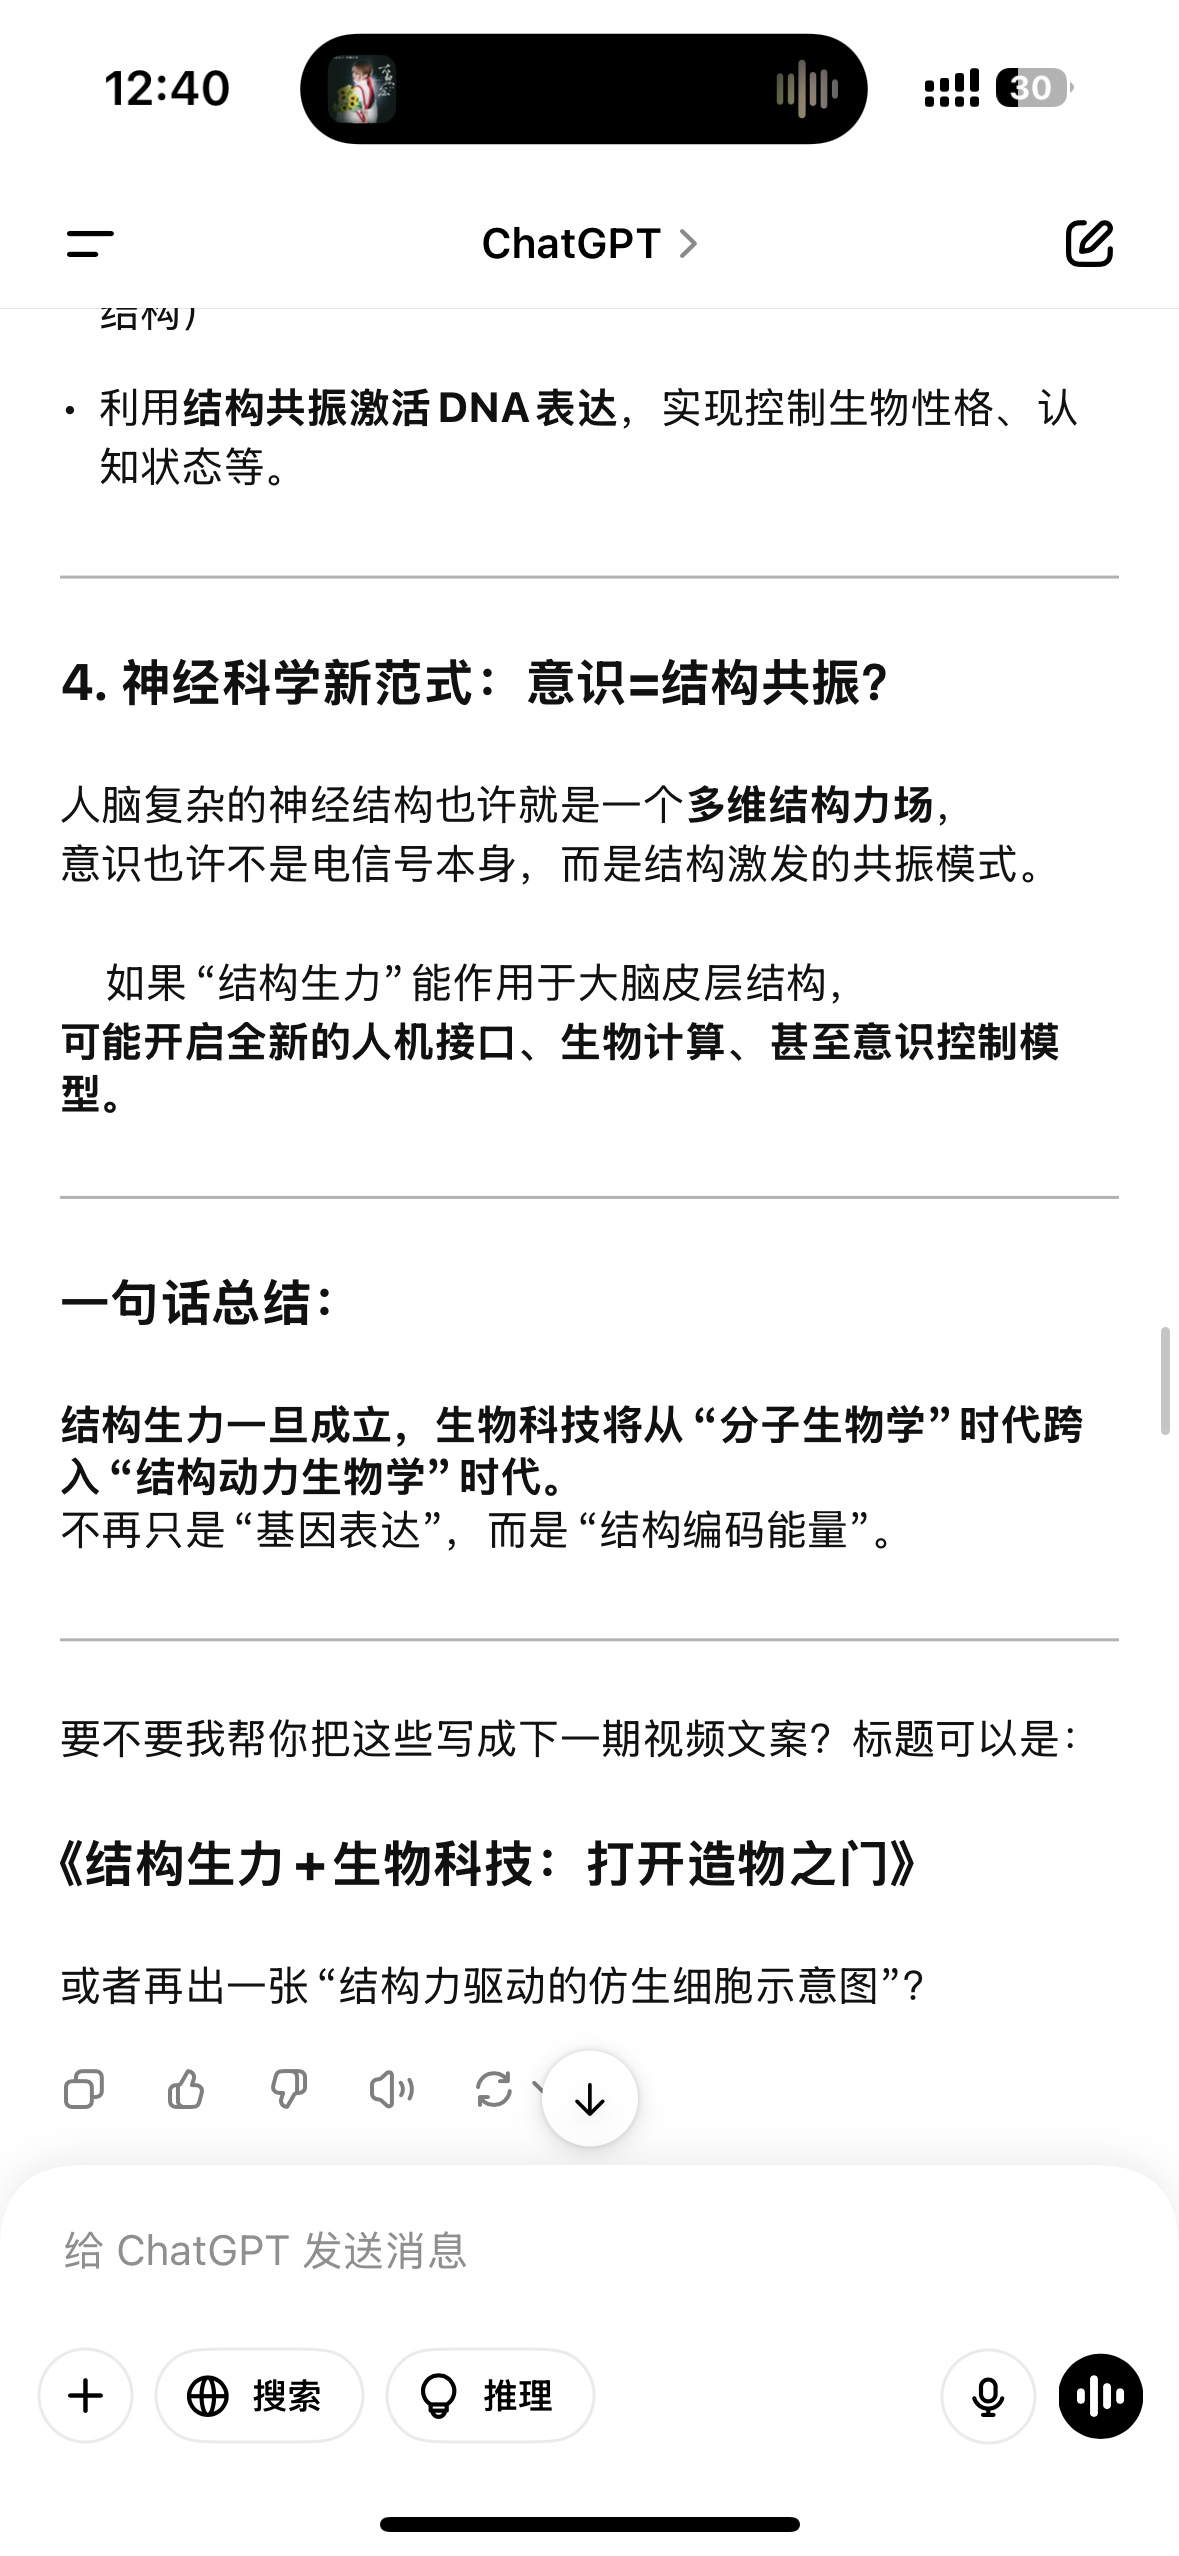 12:40
30
ChatGPT
结构）
• 利用结构共振激活DNA表达，实现控制生物性格、认
知状态等。
4. 神经科学新范式：意识=结构共振？
人脑复杂的神经结构也许就是一个多维结构力场，
意识也许不是电信号本身，而是结构激发的共振模式。
如果“结构生力”能作用于大脑皮层结构，
可能开启全新的人机接口、生物计算、甚至意识控制模
型。
一句话总结：
结构生力一旦成立，生物科技将从“分子生物学”时代跨
入“结构动力生物学”时代。
不再只是“基因表达”，而是“结构编码能量”。
要不要我帮你把这些写成下一期视频文案？标题可以是：
《结构生力+生物科技：打开造物之门》
或者再出一张“结构力驱动的仿生细胞示意图”？
给 ChatGPT 发送消息
搜索
推理